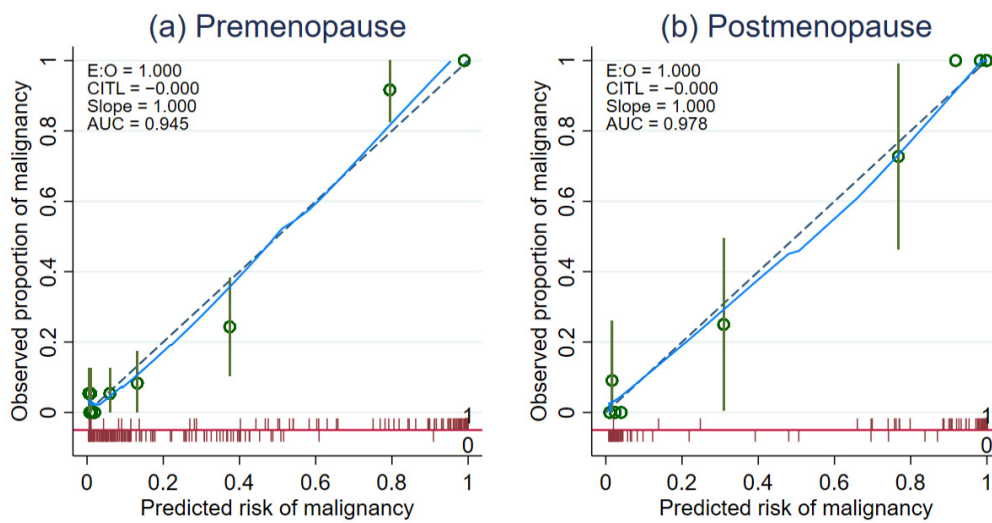 (a) Premenopause
E:O = 1.000
CITL = −0.000
Slope = 1.000
AUC = 0.945
Observed proportion of malignancy
1
0.8
0.6
0.4
0.2
0
1
0
0 0.2 0.4 0.6 0.8 1
Predicted risk of malignancy
(b) Postmenopause
E:O = 1.000
CITL = −0.000
Slope = 1.000
AUC = 0.978
Observed proportion of malignancy
1
0.8
0.6
0.4
0.2
0
1
0
0 0.2 0.4 0.6 0.8 1
Predicted risk of malignancy